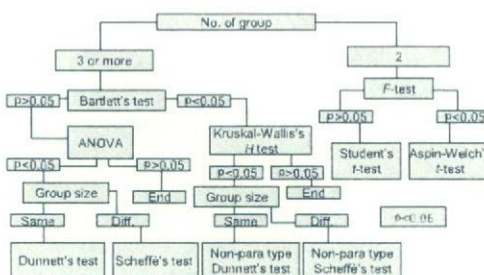 No. of group
3 or more
2
Bartlett's test
F-test
p>0.05
p<0.05
p>0.05
p<0.05
ANOVA
Kruskal-Wallis's
H test
Student's
t-test
Aspin-Welch's
t-test
p<0.05
p>0.05
p<0.05
p>0.05
Group size
End
Group size
End
p<0.05
Same
Diff.
Same
Diff.
Dunnett's test
Scheffé's test
Non-para type
Dunnett's test
Non-para type
Scheffé's test